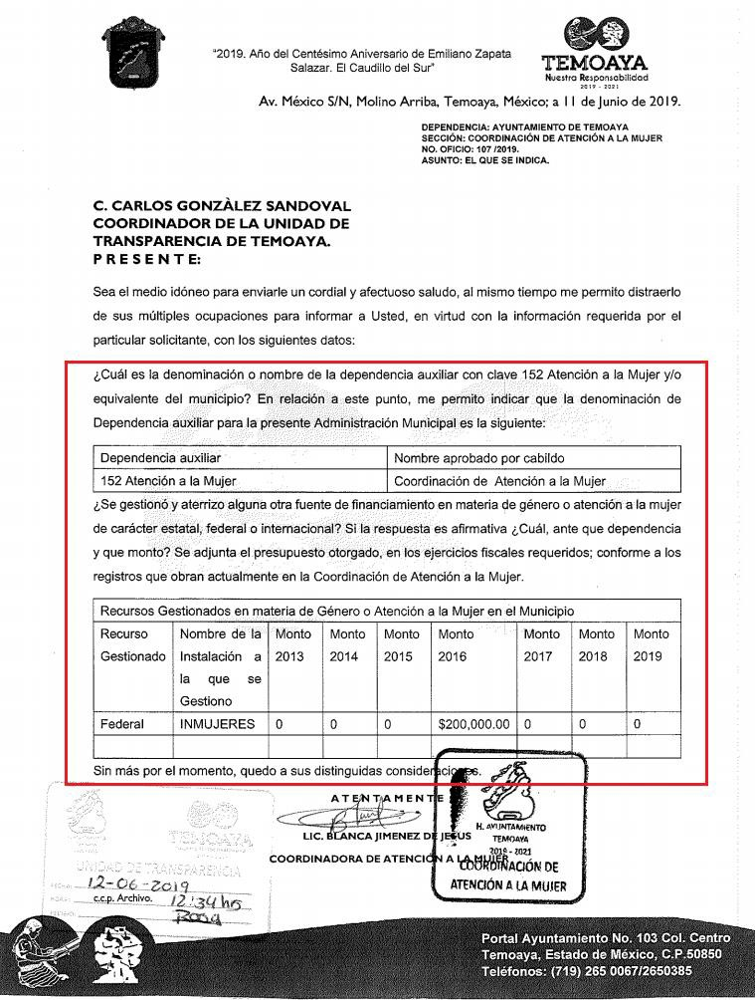 "2019. Año del Centésimo Aniversario de Emiliano Zapata
Salazar. El Caudillo del Sur"
TEMOAYA
Nuestra Responsabilidad
2019 - 2021
Av. México S/N, Molino Arriba, Temoaya, México; a 11 de Junio de 2019.
DEPENDENCIA: AYUNTAMIENTO DE TEMOAYA
SECCIÓN: COORDINACIÓN DE ATENCIÓN A LA MUJER
NO. OFICIO: 107 /2019.
ASUNTO: EL QUE SE INDICA.
C. CARLOS GONZÀLEZ SANDOVAL
COORDINADOR DE LA UNIDAD DE
TRANSPARENCIA DE TEMOAYA.
P R E S E N T E:
Sea el medio idóneo para enviarle un cordial y afectuoso saludo, al mismo tiempo me permito distraerlo
de sus múltiples ocupaciones para informar a Usted, en virtud con la información requerida por el
particular solicitante, con los siguientes datos:
¿Cuál es la denominación o nombre de la dependencia auxiliar con clave 152 Atención a la Mujer y/o
equivalente del municipio? En relación a este punto, me permito indicar que la denominación de
Dependencia auxiliar para la presente Administración Municipal es la siguiente:
Dependencia auxiliar Nombre aprobado por cabildo
152 Atención a la Mujer Coordinación de Atención a la Mujer
¿Se gestionó y aterrizo alguna otra fuente de financiamiento en materia de género o atención a la mujer
de carácter estatal, federal o internacional? Si la respuesta es afirmativa ¿Cuál, ante que dependencia
y que monto? Se adjunta el presupuesto otorgado, en los ejercicios fiscales requeridos; conforme a los
registros que obran actualmente en la Coordinación de Atención a la Mujer.
Recursos Gestionados en materia de Género o Atención a la Mujer en el Municipio
Recurso Nombre de la Monto Monto Monto Monto Monto Monto Monto
Gestionado Instalación a 2013 2014 2015 2016 2017 2018 2019
la que se
Gestiono
Federal INMUJERES 0 0 0 $200,000.00 0 0 0
Sin más por el momento, quedo a sus distinguidas consideraciones.
A T E N T A M E N T E
LIC. BLANCA JIMENEZ DE JESUS
COORDINADORA DE ATENCIÓN A LA MUJER
H. AYUNTAMIENTO
TEMOAYA
2019 - 2021
COORDINACIÓN DE
ATENCIÓN A LA MUJER
TEMOAYA
UNIDAD DE TRANSPARENCIA
FECHA: 12-06-2019
c.c.p. Archivo.
HORA: 12:34 hrs
Rosa
Portal Ayuntamiento No. 103 Col. Centro
Temoaya, Estado de México, C.P.50850
Teléfonos: (719) 265 0067/2650385